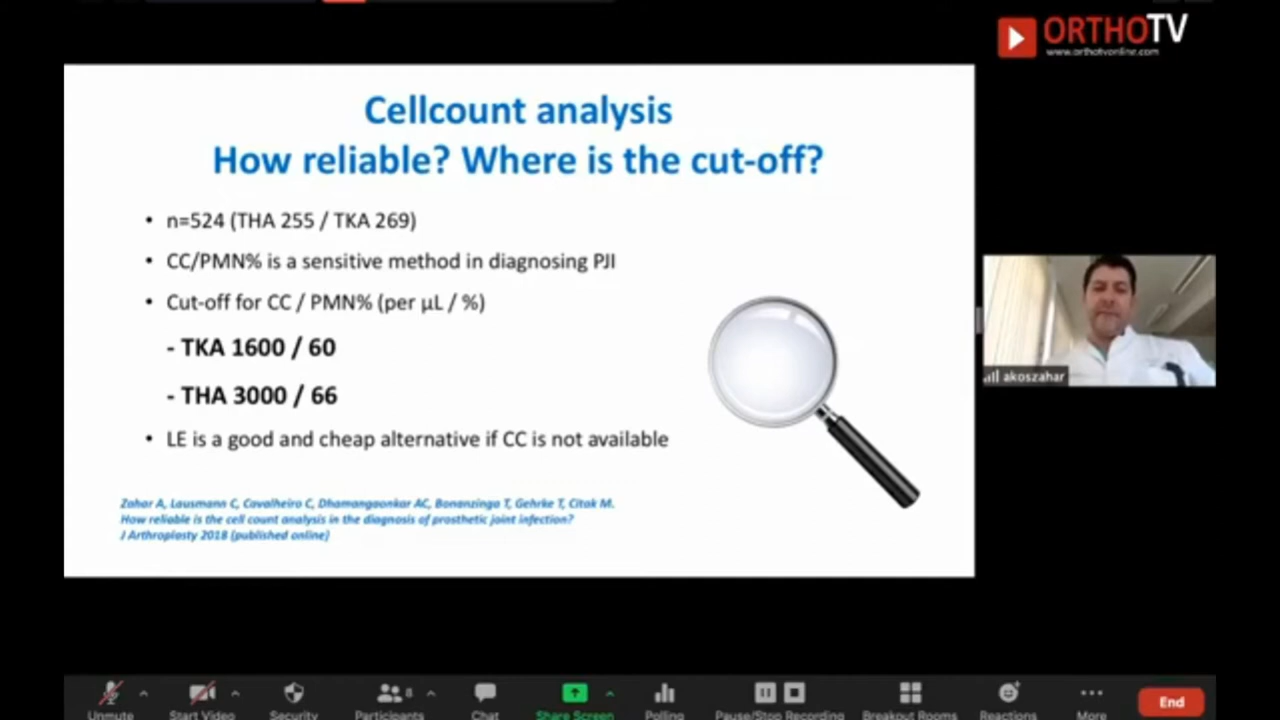 ORTHOTV
www.orthotvonline.com
Cellcount analysis
How reliable? Where is the cut-off?
• n=524 (THA 255 / TKA 269)
• CC/PMN% is a sensitive method in diagnosing PJI
• Cut-off for CC / PMN% (per µL / %)
- TKA 1600 / 60
- THA 3000 / 66
• LE is a good and cheap alternative if CC is not available
Zahar A, Lausmann C, Cavalheiro C, Dhamangaonkar AC, Bonanzinga T, Gehrke T, Citak M.
How reliable is the cell count analysis in the diagnosis of prosthetic joint infection?
J Arthroplasty 2018 (published online)
akoszahar
8
Unmute Start Video Security Participants Chat Share Screen Polling Pause/Stop Recording Breakout Rooms Reactions More End